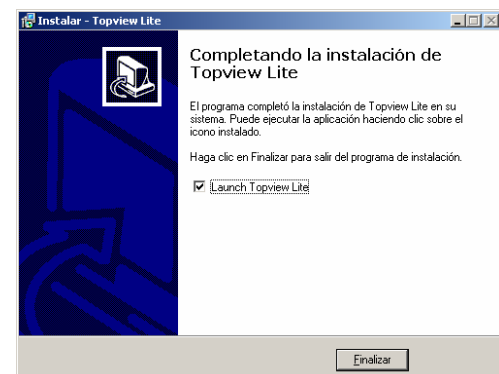 Instalar - Topview Lite
Completando la instalación de
Topview Lite
El programa completó la instalación de Topview Lite en su
sistema. Puede ejecutar la aplicación haciendo clic sobre el
icono instalado.
Haga clic en Finalizar para salir del programa de instalación.
Launch Topview Lite
Finalizar